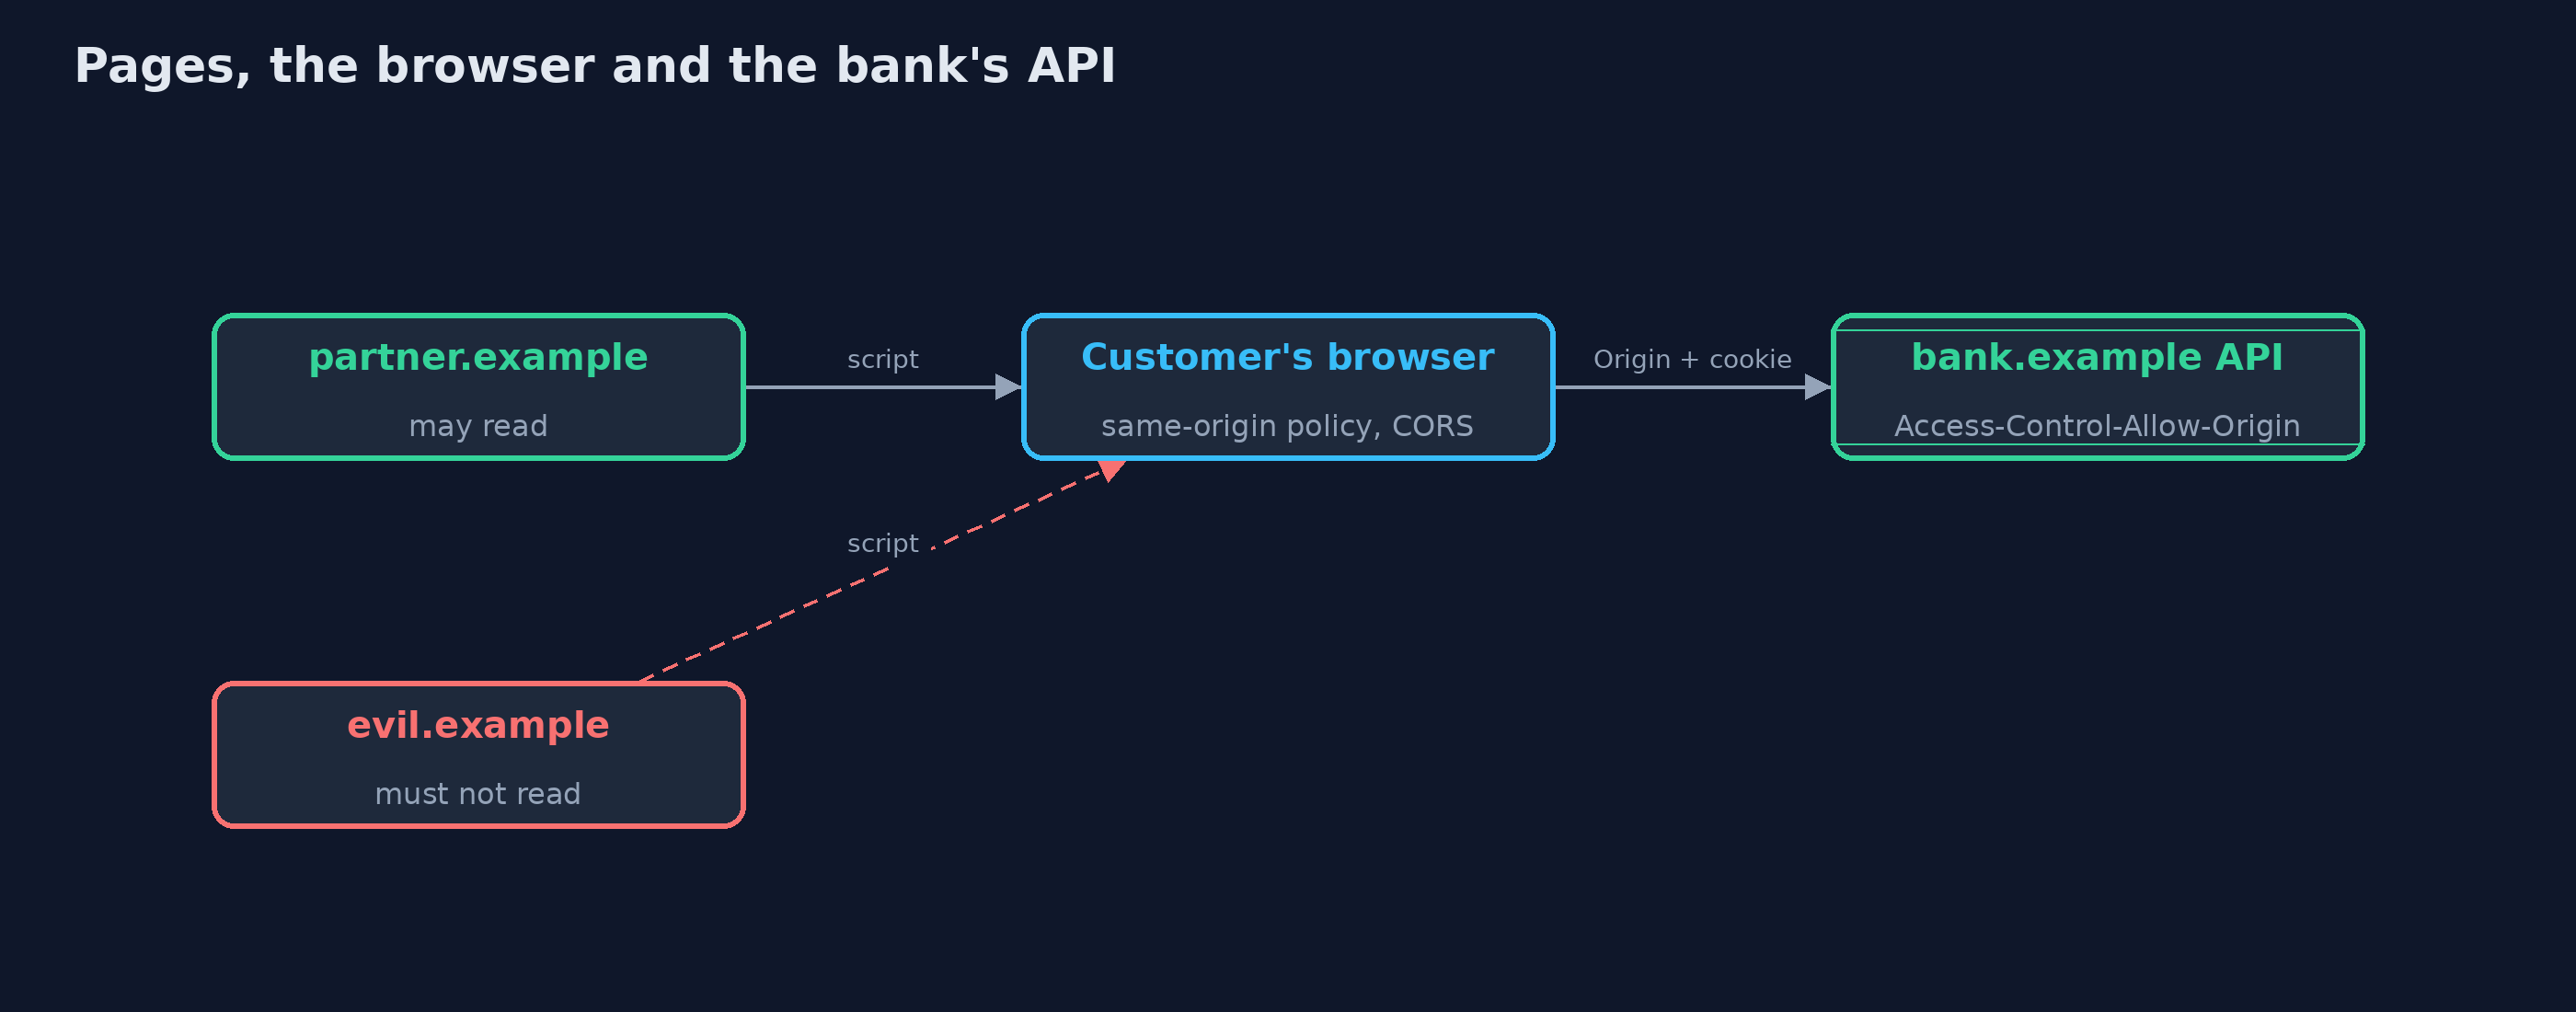 Pages, the browser and the bank's API
partner.example
may read
script
Customer's browser
same-origin policy, CORS
Origin + cookie
bank.example API
Access-Control-Allow-Origin
script
evil.example
must not read